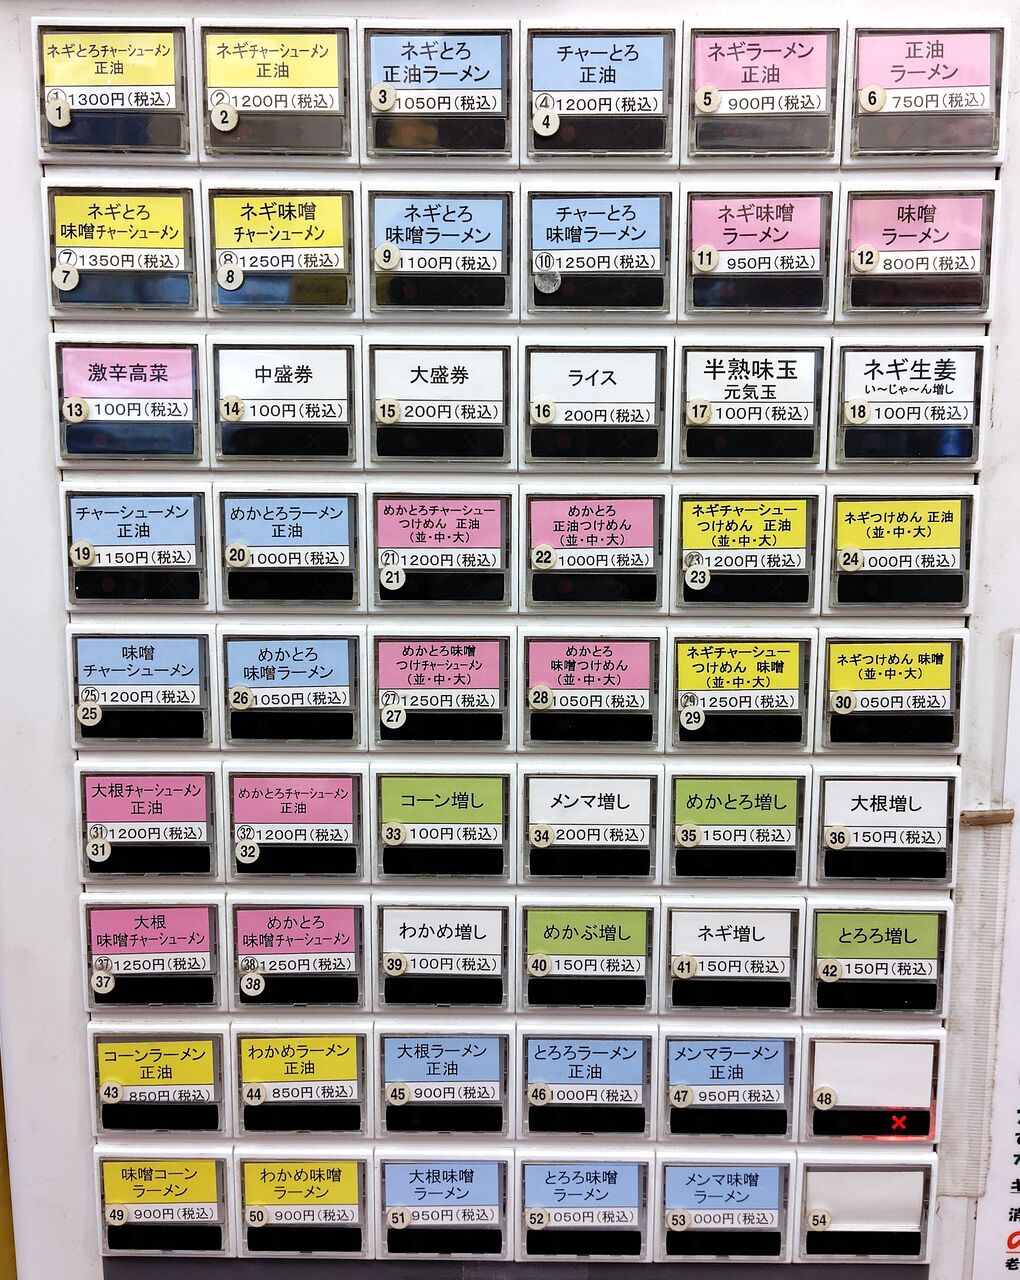 ネギとろチャーシューメン
正油
①1300円(税込)
1
ネギチャーシューメン
正油
②1200円(税込)
2
ネギとろ
正油ラーメン
3 1050円(税込)
チャーとろ
正油
④1200円(税込)
4
ネギラーメン
正油
5 900円(税込)
正油
ラーメン
6 750円(税込)
ネギとろ
味噌チャーシューメン
⑦1350円(税込)
7
ネギ味噌
チャーシューメン
⑧1250円(税込)
8
ネギとろ
味噌ラーメン
9 1100円(税込)
チャーとろ
味噌ラーメン
⑩1250円(税込)
ネギ味噌
ラーメン
11 950円(税込)
味噌
ラーメン
12 800円(税込)
激辛高菜
13 100円(税込)
中盛券
14 100円(税込)
大盛券
15 200円(税込)
ライス
16 200円(税込)
半熟味玉
元気玉
17 100円(税込)
ネギ生姜
い~じゃ~ん増し
18 100円(税込)
チャーシューメン
正油
19 1150円(税込)
めかとろラーメン
正油
20 1000円(税込)
めかとろチャーシュー
つけめん 正油
(並・中・大)
㉑1200円(税込)
21
めかとろ
正油つけめん
(並・中・大)
22 1000円(税込)
ネギチャーシュー
つけめん 正油
(並・中・大)
㉓1200円(税込)
23
ネギつけめん 正油
(並・中・大)
24 000円(税込)
味噌
チャーシューメン
㉕1200円(税込)
25
めかとろ
味噌ラーメン
26 1050円(税込)
めかとろ味噌
つけチャーシューメン
(並・中・大)
㉗1250円(税込)
27
めかとろ
味噌つけめん
(並・中・大)
28 1050円(税込)
ネギチャーシュー
つけめん 味噌
(並・中・大)
㉙1250円(税込)
29
ネギつけめん 味噌
(並・中・大)
30 050円(税込)
大根チャーシューメン
正油
㉛1200円(税込)
31
めかとろチャーシューメン
正油
㉜1200円(税込)
32
コーン増し
33 100円(税込)
メンマ増し
34 200円(税込)
めかとろ増し
35 150円(税込)
大根増し
36 150円(税込)
大根
味噌チャーシューメン
㊲1250円(税込)
37
めかとろ
味噌チャーシューメン
㊳1250円(税込)
38
わかめ増し
39 100円(税込)
めかぶ増し
40 150円(税込)
ネギ増し
41 150円(税込)
とろろ増し
42 150円(税込)
コーンラーメン
正油
43 850円(税込)
わかめラーメン
正油
44 850円(税込)
大根ラーメン
正油
45 900円(税込)
とろろラーメン
正油
46 1000円(税込)
メンマラーメン
正油
47 950円(税込)
48
×
味噌コーン
ラーメン
49 900円(税込)
わかめ味噌
ラーメン
50 900円(税込)
大根味噌
ラーメン
51 950円(税込)
とろろ味噌
ラーメン
52 1050円(税込)
メンマ味噌
ラーメン
53 000円(税込)
54